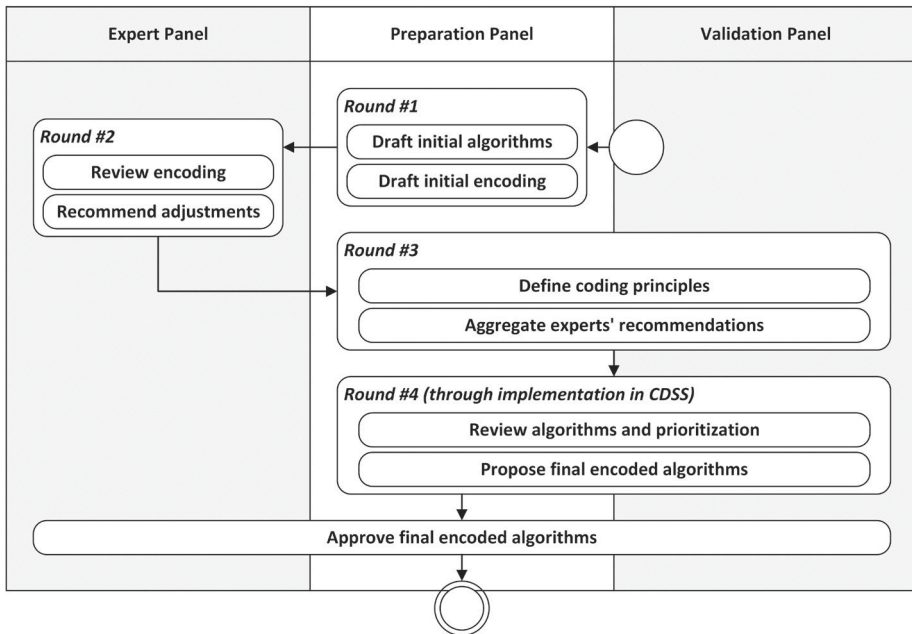 Expert Panel
Preparation Panel
Validation Panel
Round #1
Draft initial algorithms
Draft initial encoding
Round #2
Review encoding
Recommend adjustments
Round #3
Define coding principles
Aggregate experts' recommendations
Round #4 (through implementation in CDSS)
Review algorithms and prioritization
Propose final encoded algorithms
Approve final encoded algorithms